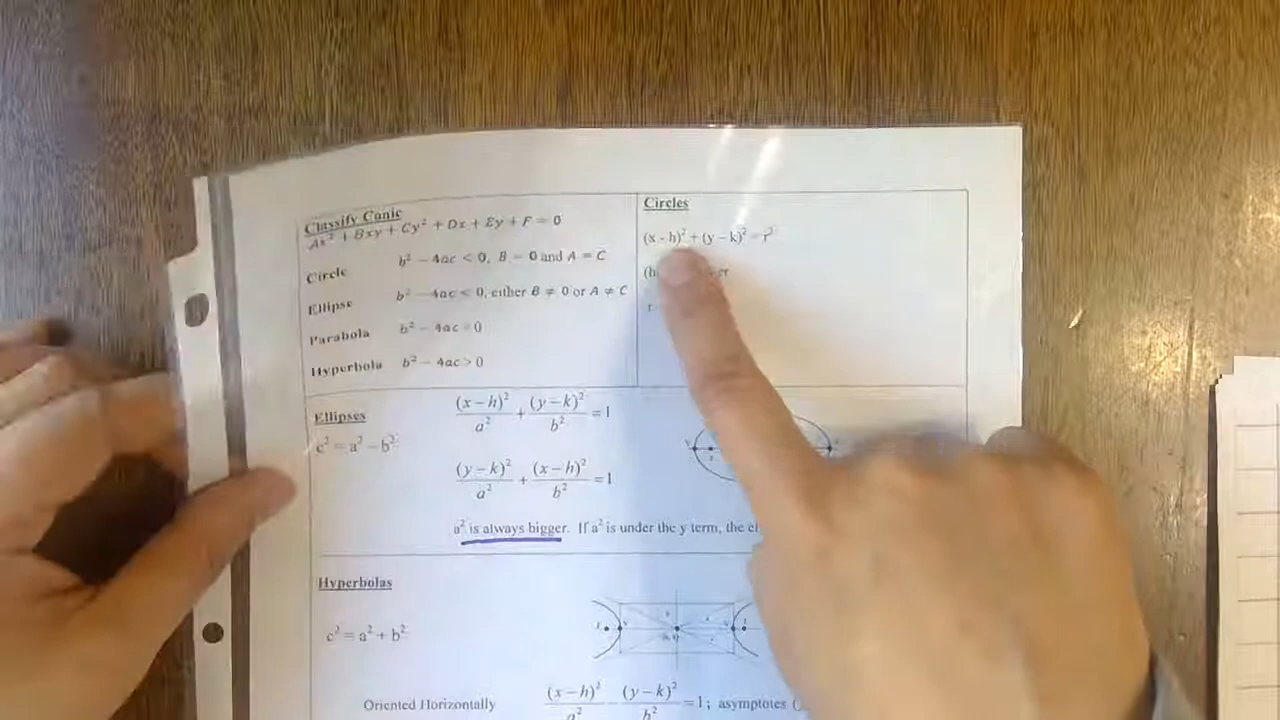 Classify Conic
Ax² + Bxy + Cy² + Dx + Ey + F = 0
Circle b² − 4ac < 0, B = 0 and A = C
Ellipse b² − 4ac < 0, either B ≠ 0 or A ≠ C
Parabola b² − 4ac = 0
Hyperbola b² − 4ac > 0
Circles
(x - h)² + (y – k)² = r²
(h
r
Ellipses
c² = a² – b²
(x − h)²/a² + (y − k)²/b² = 1
(y − k)²/a² + (x − h)²/b² = 1
a² is always bigger. If a² is under the y term, the
Hyperbolas
c² = a² + b²
Oriented Horizontally (x − h)²/a² − (y − k)²/b² = 1; asymptotes (